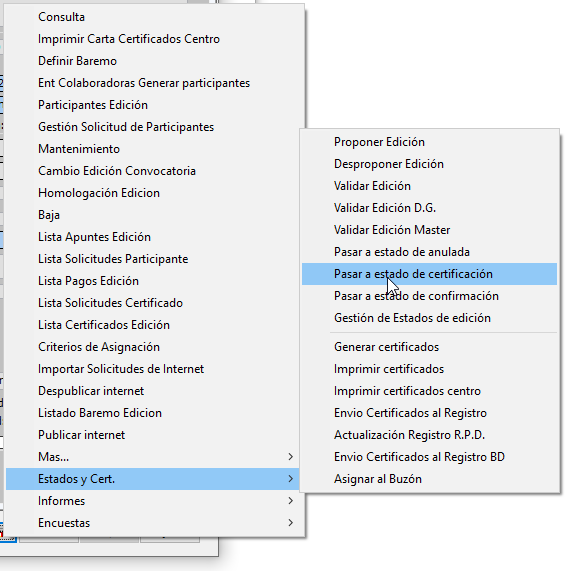 Consulta
Imprimir Carta Certificados Centro
Definir Baremo
Ent Colaboradoras Generar participantes
Participantes Edición
Gestión Solicitud de Participantes
Mantenimiento
Cambio Edición Convocatoria
Homologación Edicion
Baja
Lista Apuntes Edición
Lista Solicitudes Participante
Lista Pagos Edición
Lista Solicitudes Certificado
Lista Certificados Edición
Criterios de Asignación
Importar Solicitudes de Internet
Despublicar internet
Listado Baremo Edicion
Publicar internet
Mas...
Estados y Cert.
Informes
Encuestas
Proponer Edición
Desproponer Edición
Validar Edición
Validar Edición D.G.
Validar Edición Master
Pasar a estado de anulada
Pasar a estado de certificación
Pasar a estado de confirmación
Gestión de Estados de edición
Generar certificados
Imprimir certificados
Imprimir certificados centro
Envio Certificados al Registro
Actualización Registro R.P.D.
Envio Certificados al Registro BD
Asignar al Buzón